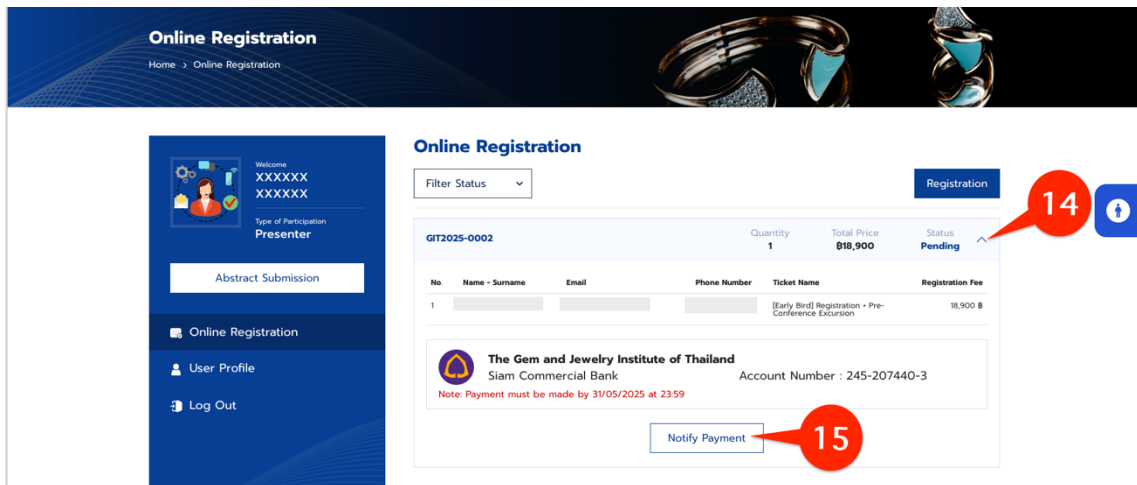 Online Registration
Home > Online Registration
Welcome
XXXXXX
XXXXXX
Type of Participation
Presenter
Abstract Submission
Online Registration
User Profile
Log Out
Online Registration
Filter Status
Registration
14
GIT2025-0002
Quantity
1
Total Price
฿18,900
Status
Pending
No. Name - Surname Email Phone Number Ticket Name Registration Fee
1 [Early Bird] Registration + Pre- 18,900 ฿
Conference Excursion
The Gem and Jewelry Institute of Thailand
Siam Commercial Bank Account Number : 245-207440-3
Note: Payment must be made by 31/05/2025 at 23:59
Notify Payment
15